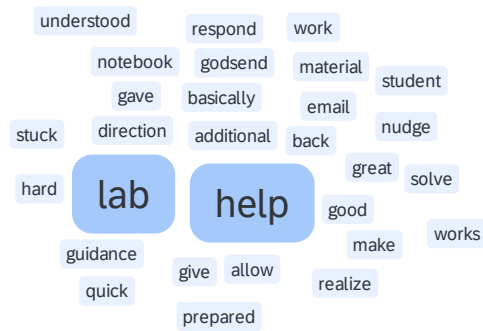 understood
respond
work
notebook
godsend
material
student
gave
basically
email
stuck
direction
additional
back
nudge
great
solve
hard
lab
help
good
works
guidance
make
give
allow
quick
realize
prepared